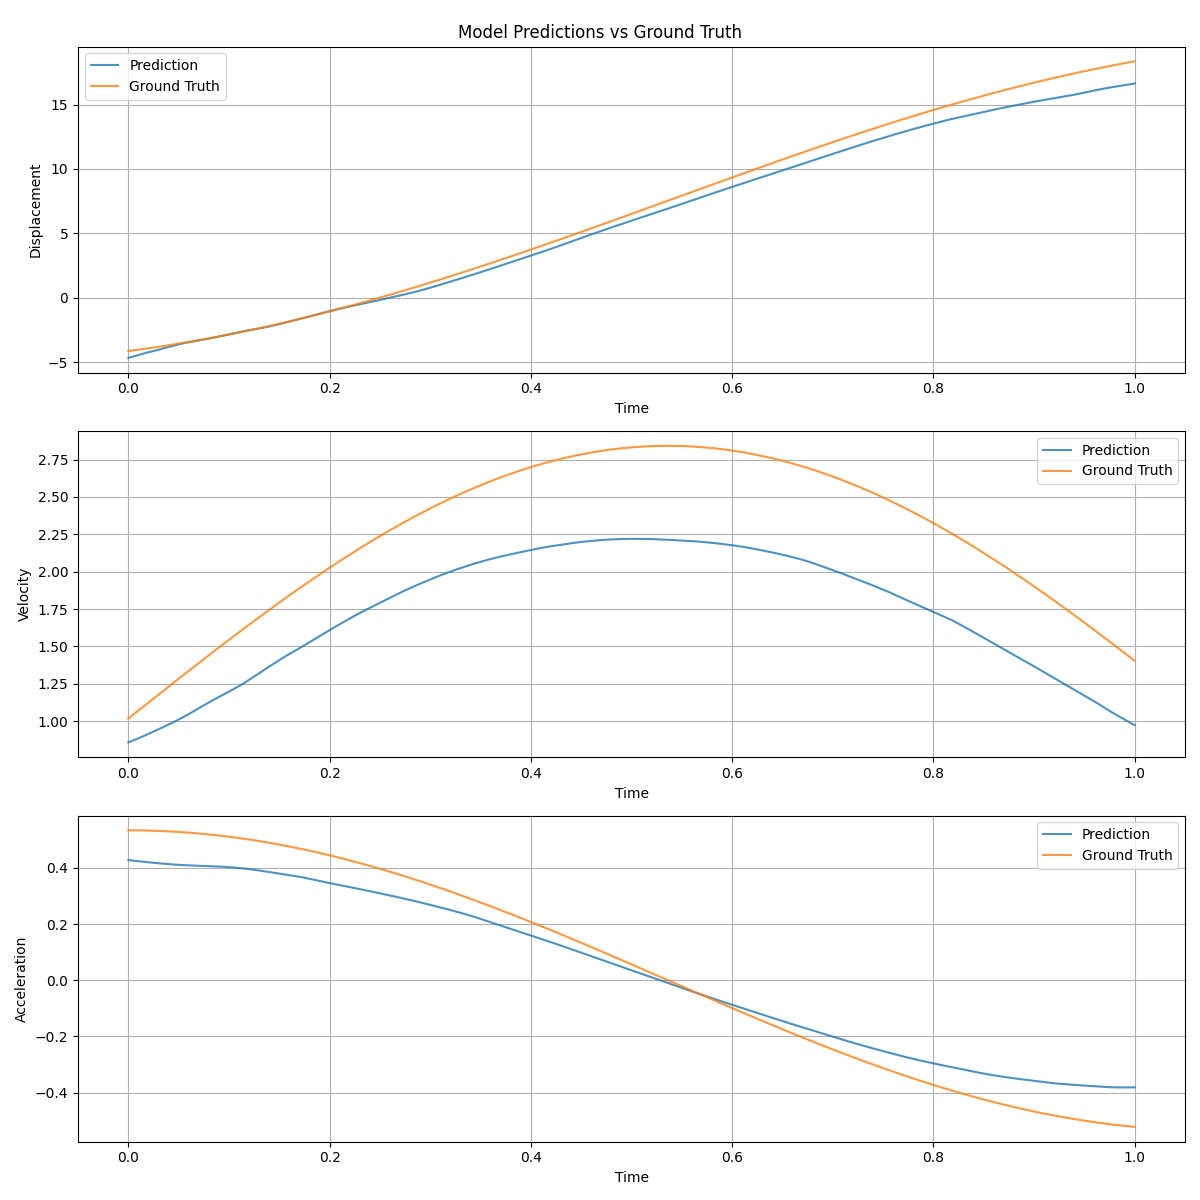 Model Predictions vs Ground Truth
Prediction
Ground Truth
Displacement
15
10
5
0
−5
0.0 0.2 0.4 0.6 0.8 1.0
Time
Prediction
Ground Truth
Velocity
2.75
2.50
2.25
2.00
1.75
1.50
1.25
1.00
0.0 0.2 0.4 0.6 0.8 1.0
Time
Prediction
Ground Truth
Acceleration
0.4
0.2
0.0
−0.2
−0.4
0.0 0.2 0.4 0.6 0.8 1.0
Time